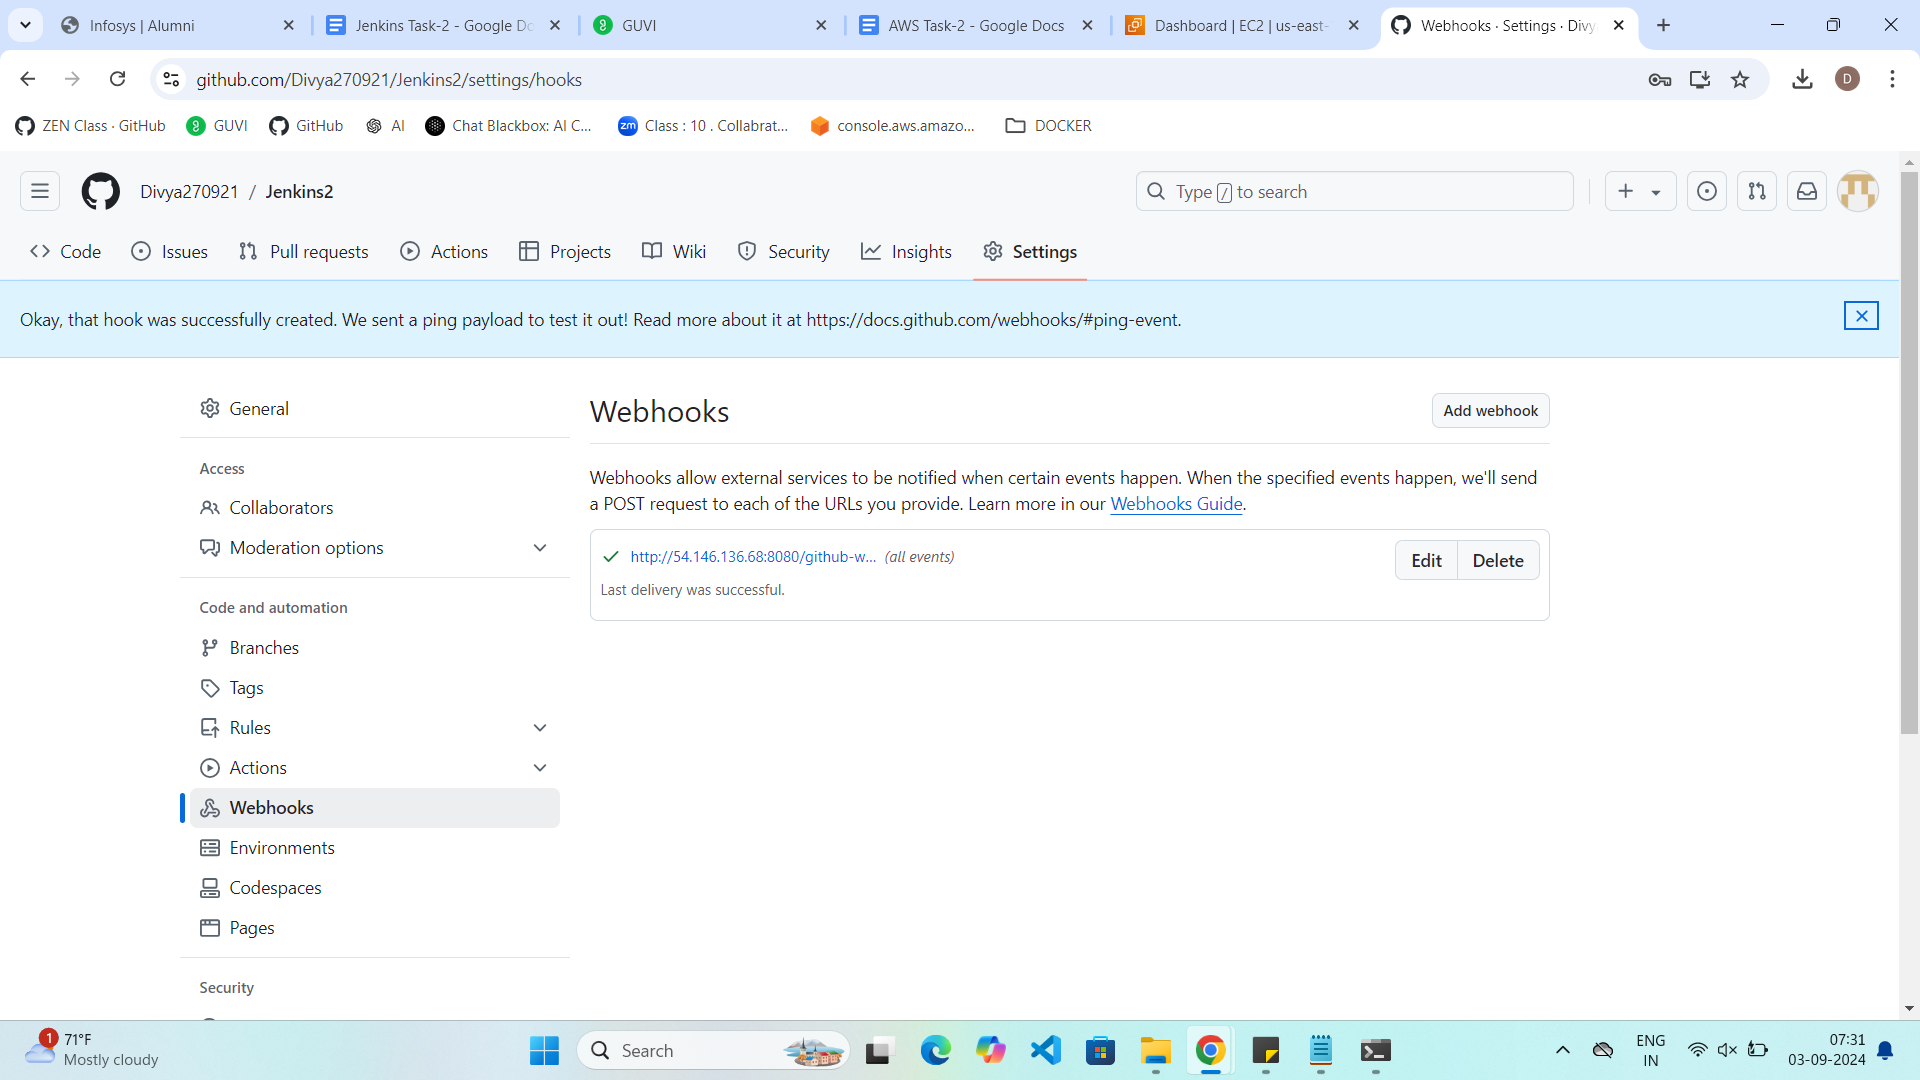 Infosys | Alumni
Jenkins Task-2 - Google Do
GUVI
AWS Task-2 - Google Docs
Dashboard | EC2 | us-east-
Webhooks · Settings · Divy
github.com/Divya270921/Jenkins2/settings/hooks
D
ZEN Class · GitHub
GUVI
GitHub
AI
Chat Blackbox: AI C...
zm
Class : 10 . Collabrat...
console.aws.amazo...
DOCKER
Divya270921 / Jenkins2
Type / to search
Code
Issues
Pull requests
Actions
Projects
Wiki
Security
Insights
Settings
Okay, that hook was successfully created. We sent a ping payload to test it out! Read more about it at https://docs.github.com/webhooks/#ping-event.
General
Access
Collaborators
Moderation options
Code and automation
Branches
Tags
Rules
Actions
Webhooks
Environments
Codespaces
Pages
Security
Webhooks
Add webhook
Webhooks allow external services to be notified when certain events happen. When the specified events happen, we'll send
a POST request to each of the URLs you provide. Learn more in our Webhooks Guide.
http://54.146.136.68:8080/github-w... (all events)
Edit
Delete
Last delivery was successful.
1
71°F
Mostly cloudy
Search
ENG
IN
07:31
03-09-2024